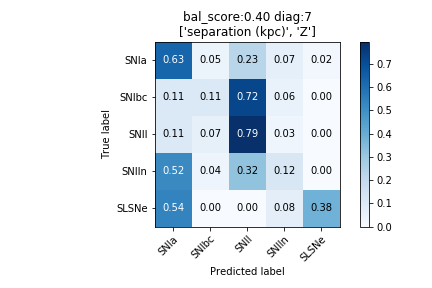 bal_score:0.40 diag:7
['separation (kpc)', 'Z']
True label
SNIa 0.63 0.05 0.23 0.07 0.02
SNIbc 0.11 0.11 0.72 0.06 0.00
SNII 0.11 0.07 0.79 0.03 0.00
SNIIn 0.52 0.04 0.32 0.12 0.00
SLSNe 0.54 0.00 0.00 0.08 0.38
SNIa SNIbc SNII SNIIn SLSNe
Predicted label
0.7
0.6
0.5
0.4
0.3
0.2
0.1
0.0